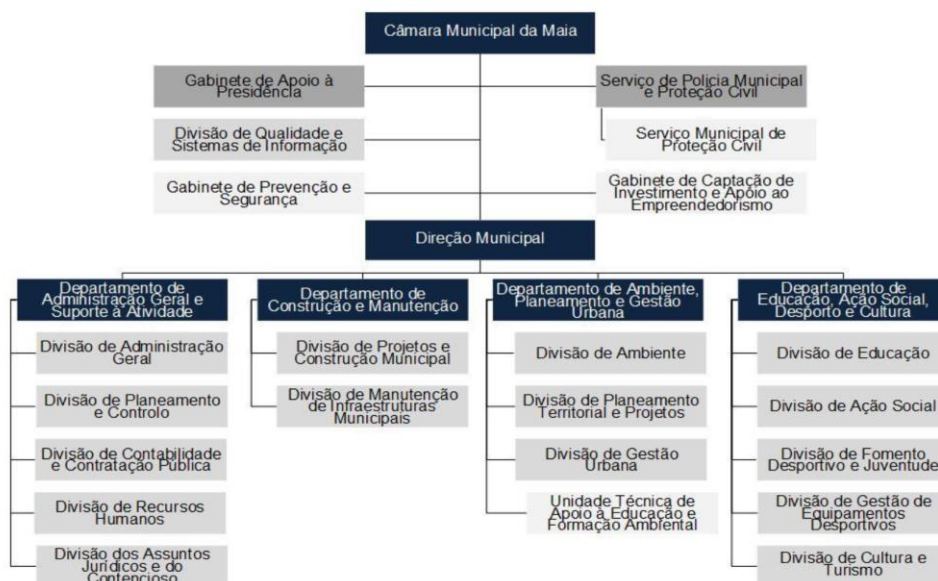 Câmara Municipal da Maia
Gabinete de Apoio à
Presidência
Serviço de Policia Municipal
e Proteção Civil
Divisão de Qualidade e
Sistemas de Informação
Serviço Municipal de
Proteção Civil
Gabinete de Prevenção e
Segurança
Gabinete de Captação de
Investimento e Apoio ao
Empreendedorismo
Direção Municipal
Departamento de
Administração Geral e
Suporte à Atividade
Divisão de Administração
Geral
Divisão de Planeamento
e Controlo
Divisão de Contabilidade
e Contratação Pública
Divisão de Recursos
Humanos
Divisão dos Assuntos
Jurídicos e do
Contencioso
Departamento de
Construção e Manutenção
Divisão de Projetos e
Construção Municipal
Divisão de Manutenção
de Infraestruturas
Municipais
Departamento de Ambiente,
Planeamento e Gestão
Urbana
Divisão de Ambiente
Divisão de Planeamento
Territorial e Projetos
Divisão de Gestão
Urbana
Unidade Técnica de
Apoio à Educação e
Formação Ambiental
Departamento de
Educação, Ação Social,
Desporto e Cultura
Divisão de Educação
Divisão de Ação Social
Divisão de Fomento
Desportivo e Juventude
Divisão de Gestão de
Equipamentos
Desportivos
Divisão de Cultura e
Turismo